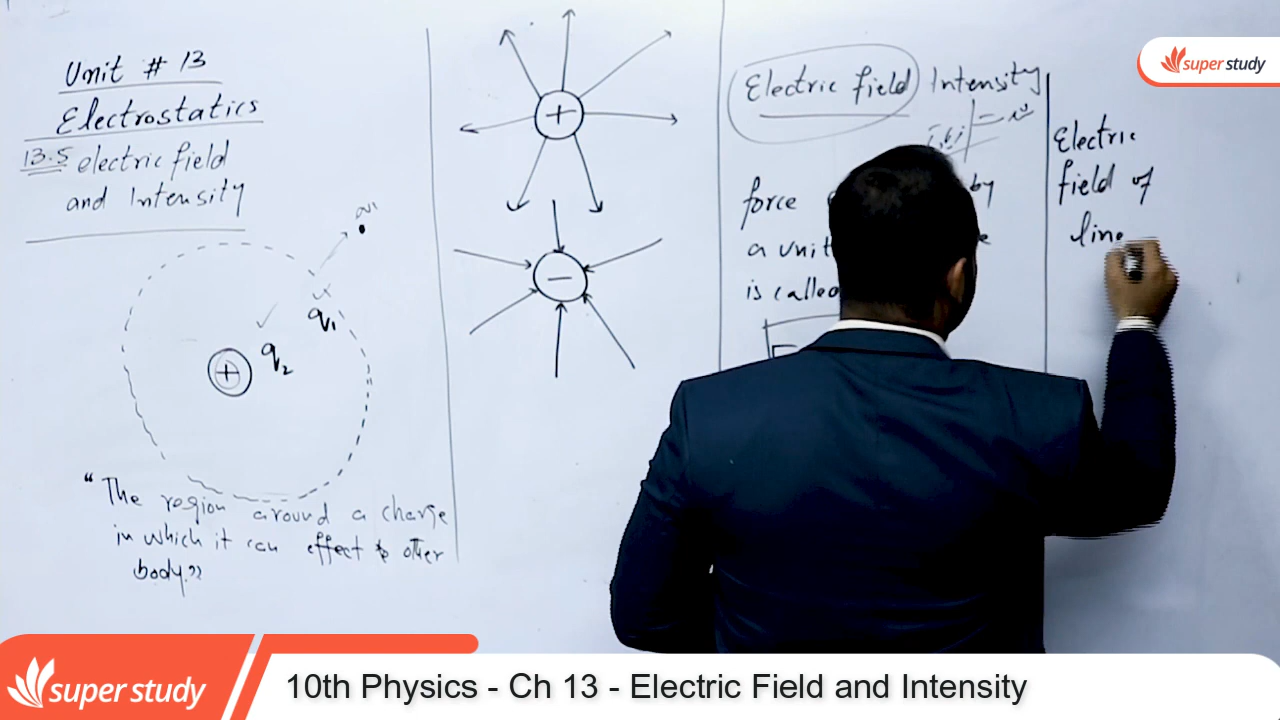 Unit # 13
Electrostatics
13.5 electric field
and Intensity
q1
+
q2
" The region around a charge
in which it can effect to other
body."
+
−
Electric field Intensity
force by
a unit
is called
Electric
field of
line
super study
super study
10th Physics - Ch 13 - Electric Field and Intensity